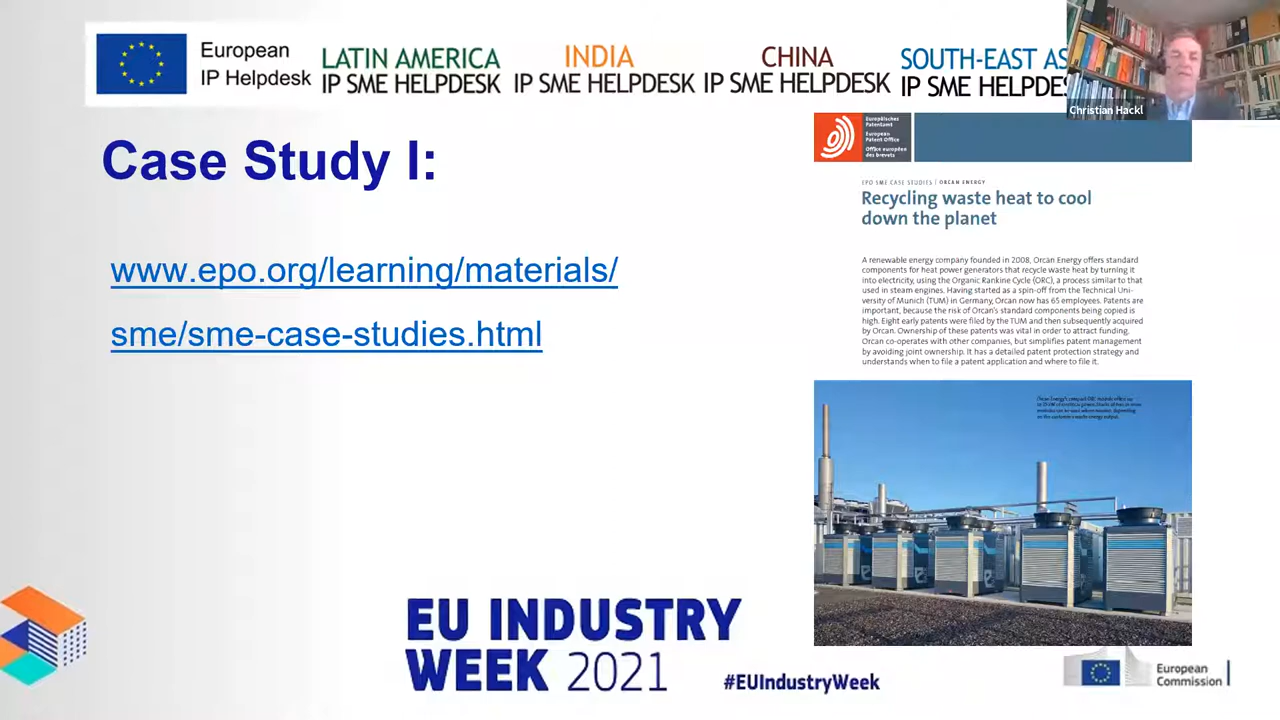 European
IP Helpdesk
LATIN AMERICA
IP SME HELPDESK
INDIA
IP SME HELPDESK
CHINA
IP SME HELPDESK
SOUTH-EAST AS
IP SME HELPDES
Christian Hackl
Case Study I:
www.epo.org/learning/materials/
sme/sme-case-studies.html
Europäisches
Patentamt
European
Patent Office
Office européen
des brevets
EPO SME CASE STUDIES | ORCAN ENERGY
Recycling waste heat to cool
down the planet
A renewable energy company founded in 2008, Orcan Energy offers standard
components for heat power generators that recycle waste heat by turning it
into electricity, using the Organic Rankine Cycle (ORC), a process similar to that
used in steam engines. Having started as a spin-off from the Technical Uni-
versity of Munich (TUM) in Germany, Orcan now has 65 employees. Patents are
important, because the risk of Orcan's standard components being copied is
high. Eight early patents were filed by the TUM and then subsequently acquired
by Orcan. Ownership of these patents was vital in order to attract funding.
Orcan co-operates with other companies, but simplifies patent management
by avoiding joint ownership. It has a detailed patent protection strategy and
understands when to file a patent application and where to file it.
EU INDUSTRY
WEEK 2021
#EUIndustryWeek
European
Commission